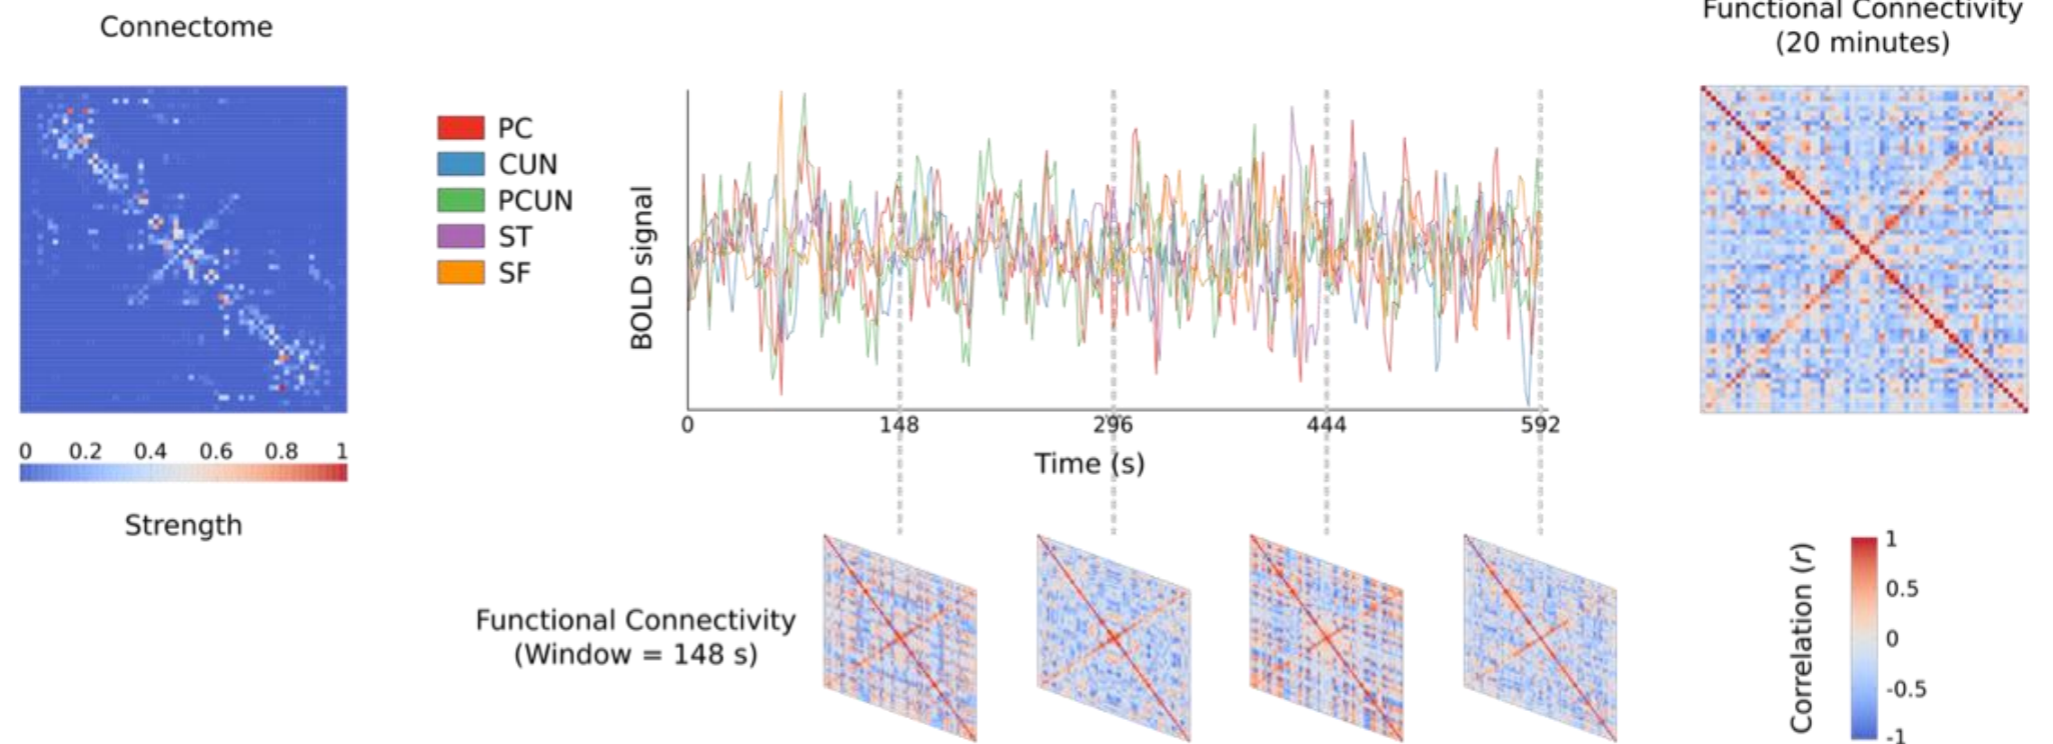 Connectome
0 0.2 0.4 0.6 0.8 1
Strength
PC
CUN
PCUN
ST
SF
BOLD signal
0 148 296 444 592
Time (s)
Functional Connectivity
(Window = 148 s)
Functional Connectivity
(20 minutes)
Correlation (r)
1
0.5
0
-0.5
-1